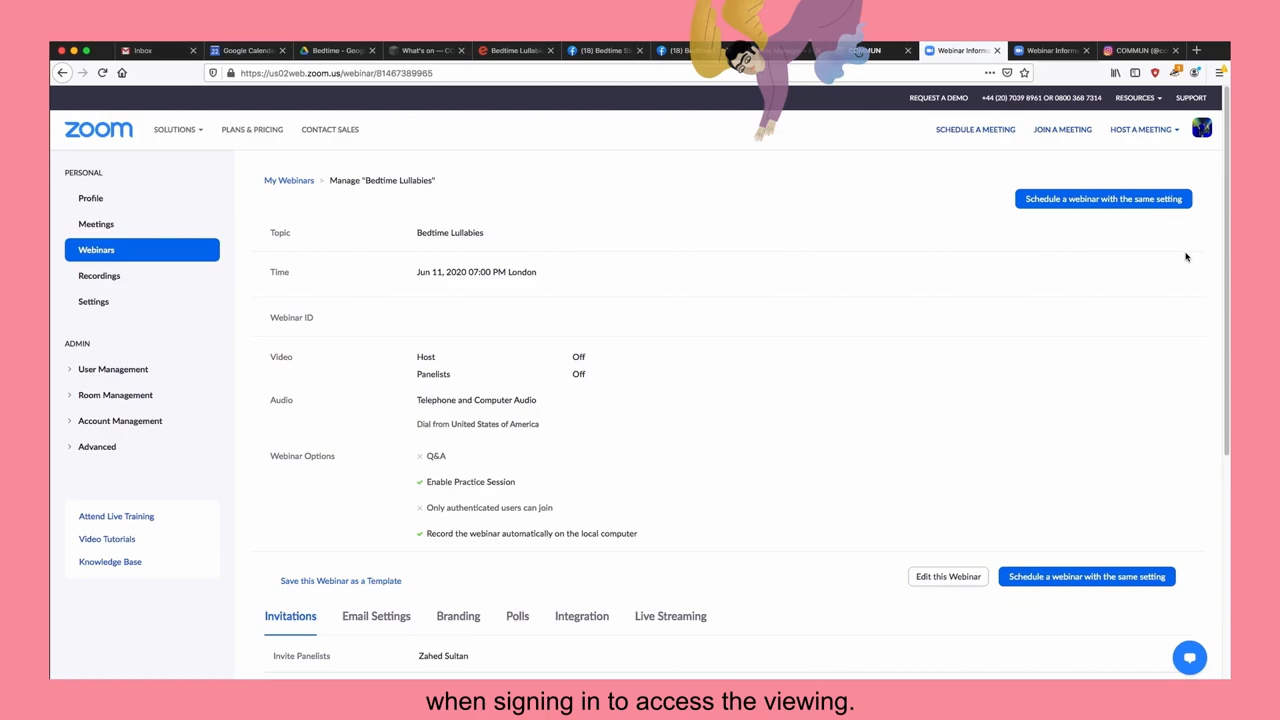 Inbox
Google Calenda
Bedtime - Goog
What's on — CC
Bedtime Lullabi
(18) Bedtime St
(18) Bedtime
COMMUN
Webinar Inform
Webinar Inform
COMMUN (@co
https://us02web.zoom.us/webinar/81467389965
REQUEST A DEMO
+44 (20) 7039 8961 OR 0800 368 7314
RESOURCES
SUPPORT
zoom
SOLUTIONS
PLANS & PRICING
CONTACT SALES
SCHEDULE A MEETING
JOIN A MEETING
HOST A MEETING
PERSONAL
Profile
Meetings
Webinars
Recordings
Settings
ADMIN
User Management
Room Management
Account Management
Advanced
Attend Live Training
Video Tutorials
Knowledge Base
My Webinars > Manage "Bedtime Lullabies"
Schedule a webinar with the same setting
Topic Bedtime Lullabies
Time Jun 11, 2020 07:00 PM London
Webinar ID
Video Host Off
Panelists Off
Audio Telephone and Computer Audio
Dial from United States of America
Webinar Options Q&A
Enable Practice Session
Only authenticated users can join
Record the webinar automatically on the local computer
Save this Webinar as a Template
Edit this Webinar
Schedule a webinar with the same setting
Invitations
Email Settings
Branding
Polls
Integration
Live Streaming
Invite Panelists Zahed Sultan
when signing in to access the viewing.